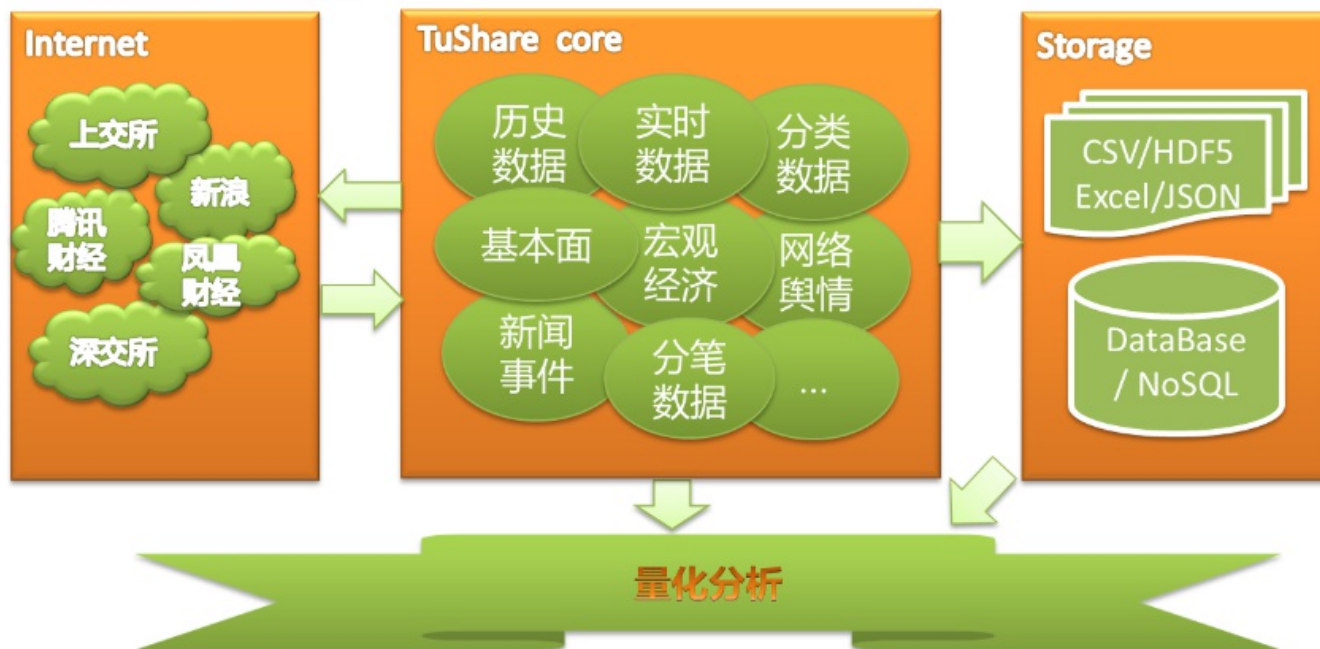 Internet
上交所
新浪
腾讯
财经
凤凰
财经
深交所
TuShare core
历史
数据
实时
数据
分类
数据
基本面
宏观
经济
网络
舆情
新闻
事件
分笔
数据
...
Storage
CSV/HDF5
Excel/JSON
DataBase
/ NoSQL
量化分析